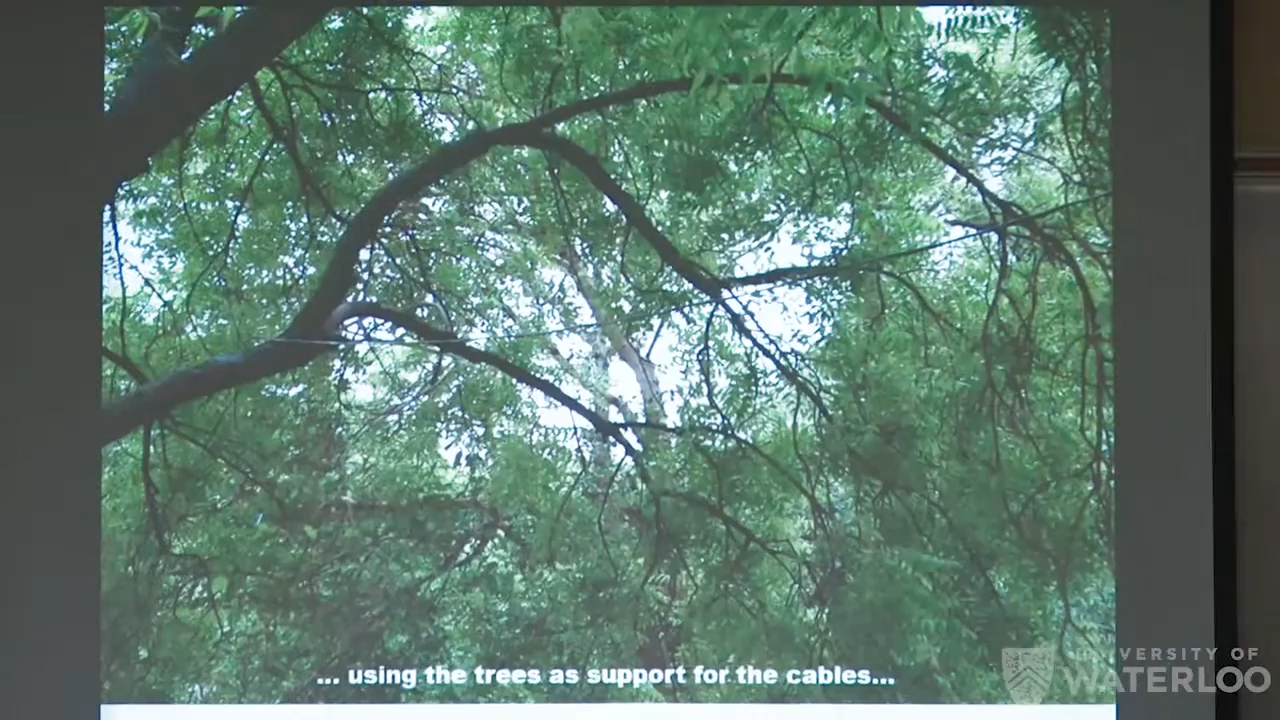 ... using the trees as support for the cables...
UNIVERSITY OF
WATERLOO